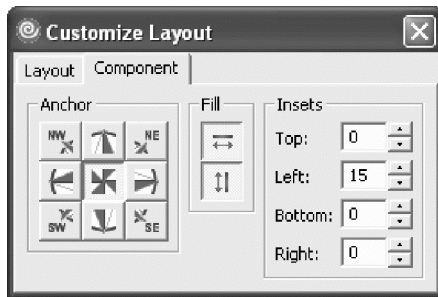 Customize Layout
Layout Component
Anchor
NW NE
SW SE
Fill
Insets
Top: 0
Left: 15
Bottom: 0
Right: 0